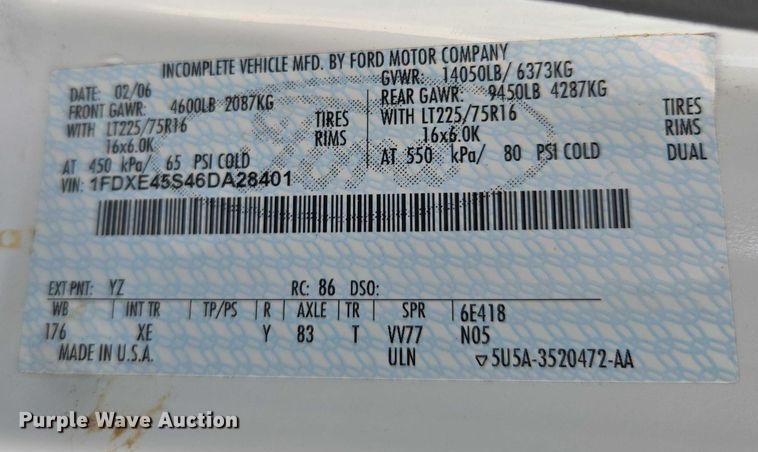 INCOMPLETE VEHICLE MFD. BY FORD MOTOR COMPANY
DATE: 02/06 GVWR: 14050LB/ 6373KG
FRONT GAWR: 4600LB 2087KG REAR GAWR: 9450LB 4287KG
WITH LT225/75R16 TIRES WITH LT225/75R16 TIRES
16x6.0K RIMS 16x6.0K RIMS
AT 450 kPa/ 65 PSI COLD AT 550 kPa/ 80 PSI COLD DUAL
VIN: 1FDXE45S46DA28401
EXT PNT: YZ RC: 86 DSO:
WB INT TR TP/PS R AXLE TR SPR 6E418
176 XE Y 83 T VV77 N05
MADE IN U.S.A. ULN ▽5U5A-3520472-AA
Purple Wave Auction